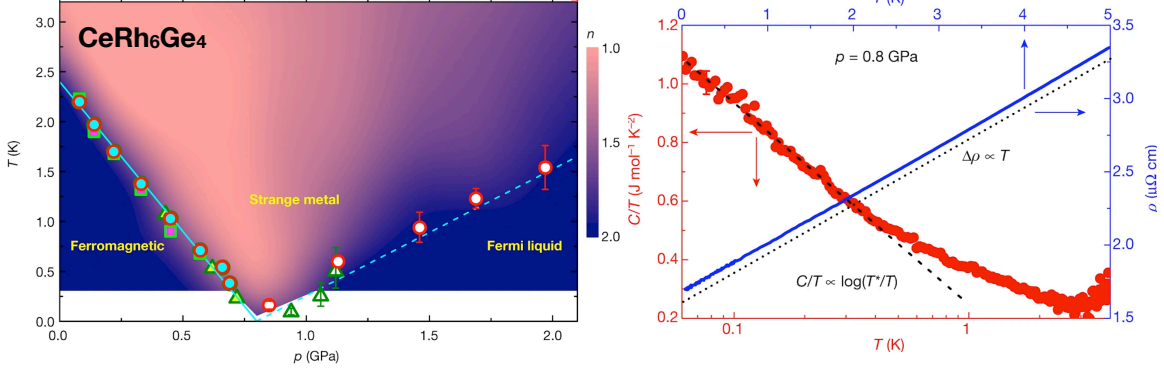 CeRh₆Ge₄
n
1.0
1.5
2.0
Strange metal
Ferromagnetic
Fermi liquid
3.0
2.5
2.0
1.5
1.0
0.5
0.0
T (K)
0.0 0.5 1.0 1.5 2.0
p (GPa)
T (K)
0 1 2 3 4 5
p = 0.8 GPa
Δρ ∝ T
C/T ∝ log(T*/T)
1.2
1.0
0.8
0.6
0.4
0.2
C/T (J mol⁻¹ K⁻²)
3.5
3.0
2.5
2.0
1.5
ρ (μΩ cm)
0.1 1
T (K)